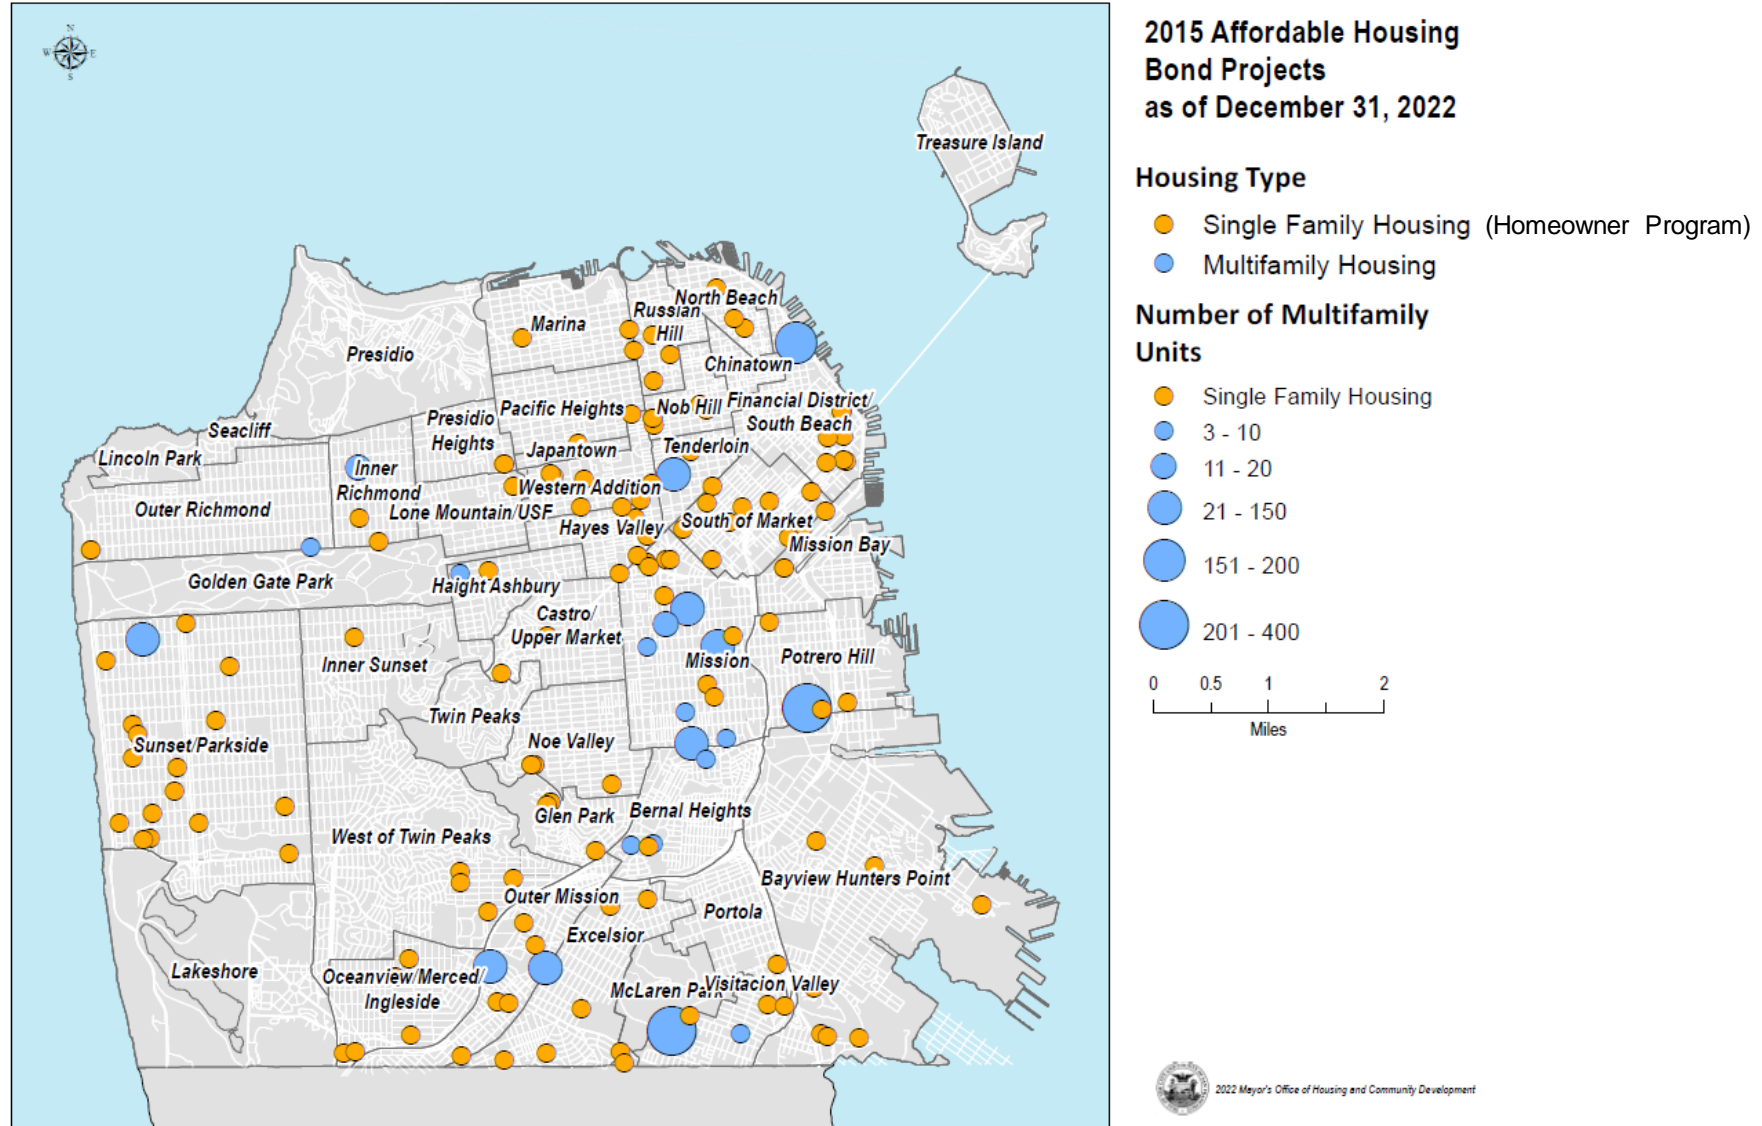 N
W E
S
2015 Affordable Housing
Bond Projects
as of December 31, 2022
Housing Type
Single Family Housing (Homeowner Program)
Multifamily Housing
Number of Multifamily
Units
Single Family Housing
3 - 10
11 - 20
21 - 150
151 - 200
201 - 400
0 0.5 1 2
Miles
2022 Mayor's Office of Housing and Community Development
Treasure Island
North Beach
Russian
Hill
Marina
Presidio
Chinatown
Pacific Heights
Nob Hill
Financial District/
South Beach
Presidio
Heights
Seacliff
Lincoln Park
Japantown
Tenderloin
Inner
Richmond
Western Addition
Outer Richmond
Lone Mountain/USF
Hayes Valley
South of Market
Mission Bay
Golden Gate Park
Haight Ashbury
Castro/
Upper Market
Inner Sunset
Mission
Potrero Hill
Twin Peaks
Noe Valley
Sunset/Parkside
Glen Park
Bernal Heights
West of Twin Peaks
Bayview Hunters Point
Outer Mission
Portola
Excelsior
Lakeshore
Oceanview/Merced/
Ingleside
McLaren Park
Visitacion Valley